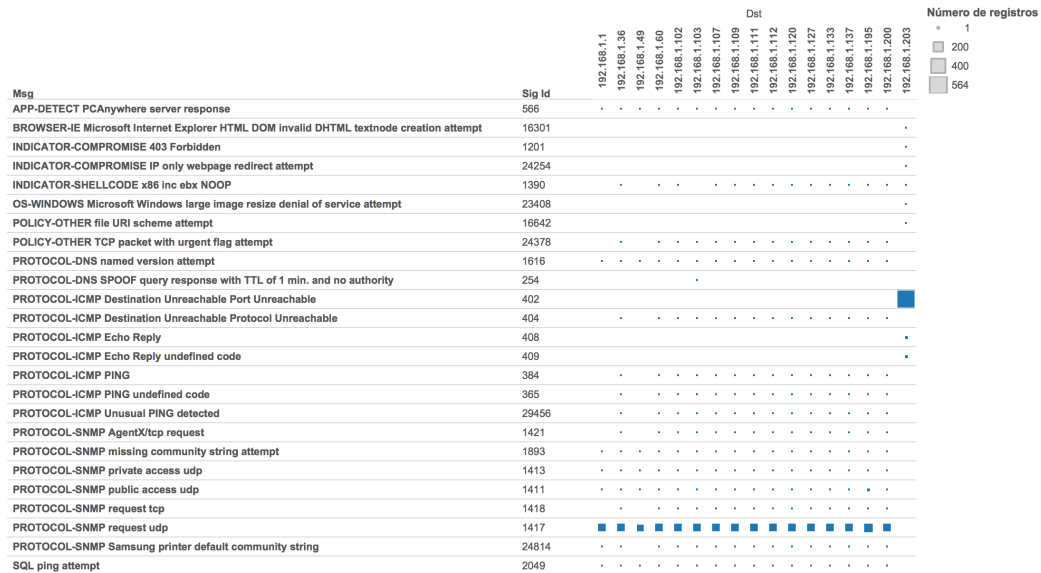 Dst
Número de registros
1
200
400
564
192.168.1.1
192.168.1.36
192.168.1.49
192.168.1.60
192.168.1.102
192.168.1.103
192.168.1.107
192.168.1.109
192.168.1.111
192.168.1.112
192.168.1.120
192.168.1.127
192.168.1.133
192.168.1.137
192.168.1.195
192.168.1.200
192.168.1.203
Msg Sig Id
APP-DETECT PCAnywhere server response 566
BROWSER-IE Microsoft Internet Explorer HTML DOM invalid DHTML textnode creation attempt 16301
INDICATOR-COMPROMISE 403 Forbidden 1201
INDICATOR-COMPROMISE IP only webpage redirect attempt 24254
INDICATOR-SHELLCODE x86 inc ebx NOOP 1390
OS-WINDOWS Microsoft Windows large image resize denial of service attempt 23408
POLICY-OTHER file URI scheme attempt 16642
POLICY-OTHER TCP packet with urgent flag attempt 24378
PROTOCOL-DNS named version attempt 1616
PROTOCOL-DNS SPOOF query response with TTL of 1 min. and no authority 254
PROTOCOL-ICMP Destination Unreachable Port Unreachable 402
PROTOCOL-ICMP Destination Unreachable Protocol Unreachable 404
PROTOCOL-ICMP Echo Reply 408
PROTOCOL-ICMP Echo Reply undefined code 409
PROTOCOL-ICMP PING 384
PROTOCOL-ICMP PING undefined code 365
PROTOCOL-ICMP Unusual PING detected 29456
PROTOCOL-SNMP AgentX/tcp request 1421
PROTOCOL-SNMP missing community string attempt 1893
PROTOCOL-SNMP private access udp 1413
PROTOCOL-SNMP public access udp 1411
PROTOCOL-SNMP request tcp 1418
PROTOCOL-SNMP request udp 1417
PROTOCOL-SNMP Samsung printer default community string 24814
SQL ping attempt 2049